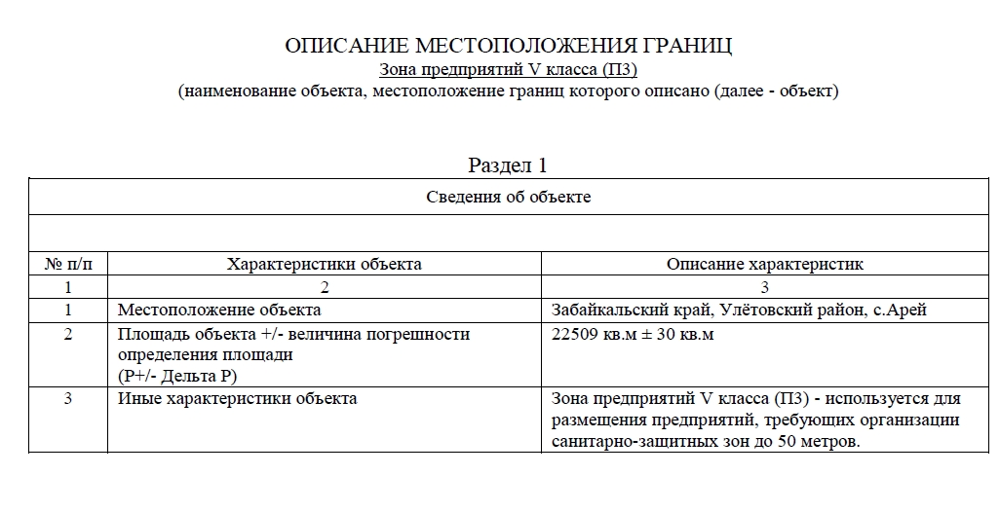 ОПИСАНИЕ МЕСТОПОЛОЖЕНИЯ ГРАНИЦ
Зона предприятий V класса (П3)
(наименование объекта, местоположение границ которого описано (далее - объект)
Раздел 1
Сведения об объекте
№ п/п Характеристики объекта Описание характеристик
1 2 3
1 Местоположение объекта Забайкальский край, Улётовский район, с.Арей
2 Площадь объекта +/- величина погрешности 22509 кв.м ± 30 кв.м
определения площади
(Р+/- Дельта Р)
3 Иные характеристики объекта Зона предприятий V класса (П3) - используется для
размещения предприятий, требующих организации
санитарно-защитных зон до 50 метров.